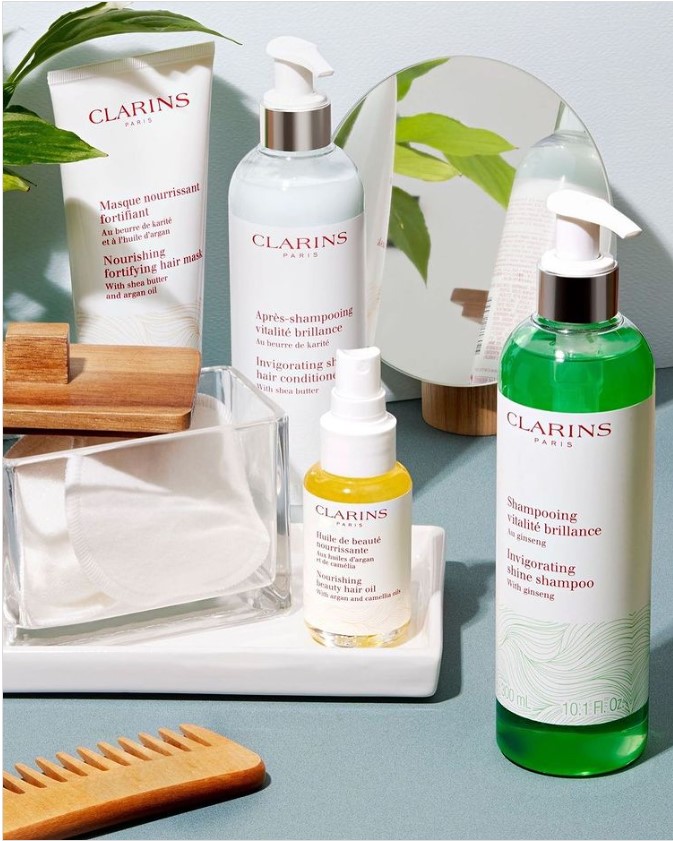 CLARINS
PARIS
Masque nourrissant
fortifiant
Au beurre de karité
et à l'huile d'argan
Nourishing
fortifying hair mask
With shea butter
and argan oil
CLARINS
PARIS
Après-shampooing
vitalité brillance
Au beurre de karité
Invigorating
hair
With shea butter
CLARINS
PARIS
Huile de beauté
nourrissante
Aux huiles d'argan
et de camélia
Nourishing
beauty hair oil
With argan and camellia oils
CLARINS
PARIS
Shampooing
vitalité brillance
Au ginseng
Invigorating
shine shampoo
With ginseng
300 mL 10.1 Fl. Oz.